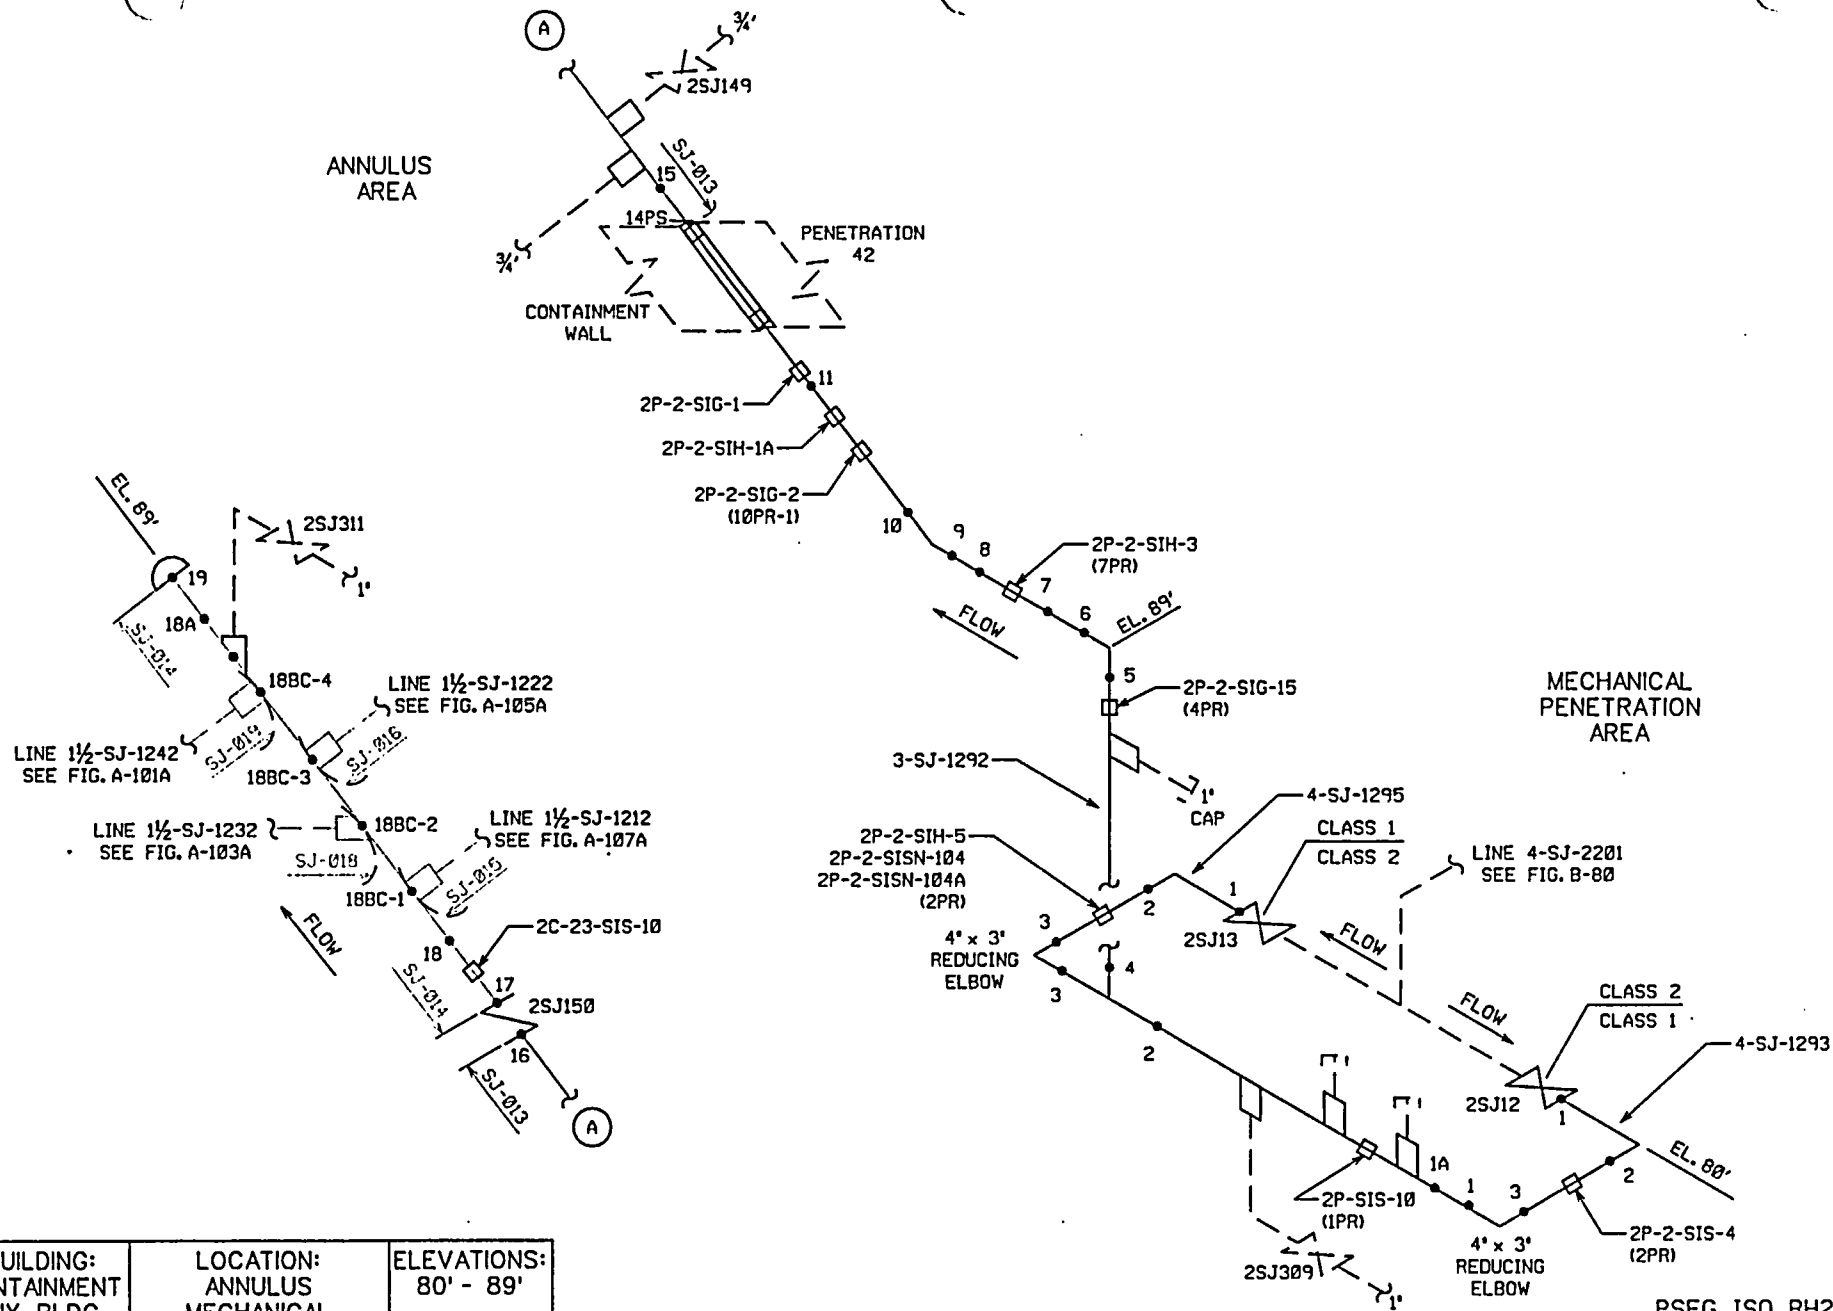 A
¾"
2SJ149
ANNULUS
AREA
SJ-013
15
14PS
PENETRATION
42
¾"
CONTAINMENT
WALL
11
2P-2-SIG-1
2P-2-SIH-1A
2P-2-SIG-2
(10PR-1)
10
9
8
2P-2-SIH-3
(7PR)
7
6
FLOW
EL. 89'
5
2P-2-SIG-15
(4PR)
MECHANICAL
PENETRATION
AREA
3-SJ-1292
1"
CAP
4-SJ-1295
2P-2-SIH-5
2P-2-SISN-104
2P-2-SISN-104A
(2PR)
CLASS 1
CLASS 2
LINE 4-SJ-2201
SEE FIG. B-80
1
2
3
2SJ13
FLOW
4" x 3"
REDUCING
ELBOW
4
3
2
FLOW
CLASS 2
CLASS 1
4-SJ-1293
2SJ12
1
EL. 80'
2
1A
1
3
2P-SIS-10
(1PR)
2P-2-SIS-4
(2PR)
4" x 3"
REDUCING
ELBOW
2SJ309
1"
EL. 89'
2SJ311
1"
19
18A
SJ-014
18BC-4
LINE 1½-SJ-1222
SEE FIG. A-105A
LINE 1½-SJ-1242
SEE FIG. A-101A
SJ-019
SJ-016
18BC-3
18BC-2
LINE 1½-SJ-1232
SEE FIG. A-103A
LINE 1½-SJ-1212
SEE FIG. A-107A
SJ-018
SJ-015
18BC-1
FLOW
18
2C-23-SIS-10
17
SJ-014
2SJ150
16
SJ-013
A
UILDING:
NTAINMENT
LOCATION:
ANNULUS
MECHANICAL
ELEVATIONS:
80' - 89'
PSEG ISO RH2